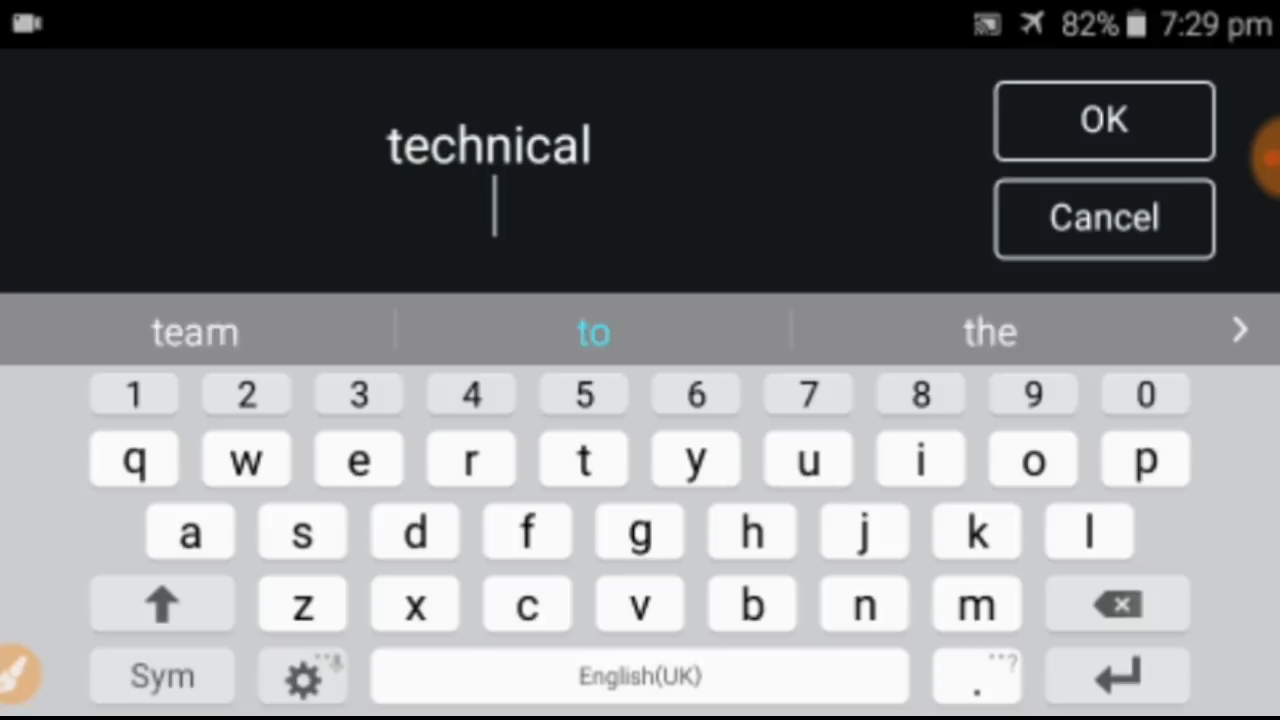 82% 7:29 pm
technical
OK
Cancel
team to the
1 2 3 4 5 6 7 8 9 0
q w e r t y u i o p
a s d f g h j k l
z x c v b n m
Sym English(UK) . ?